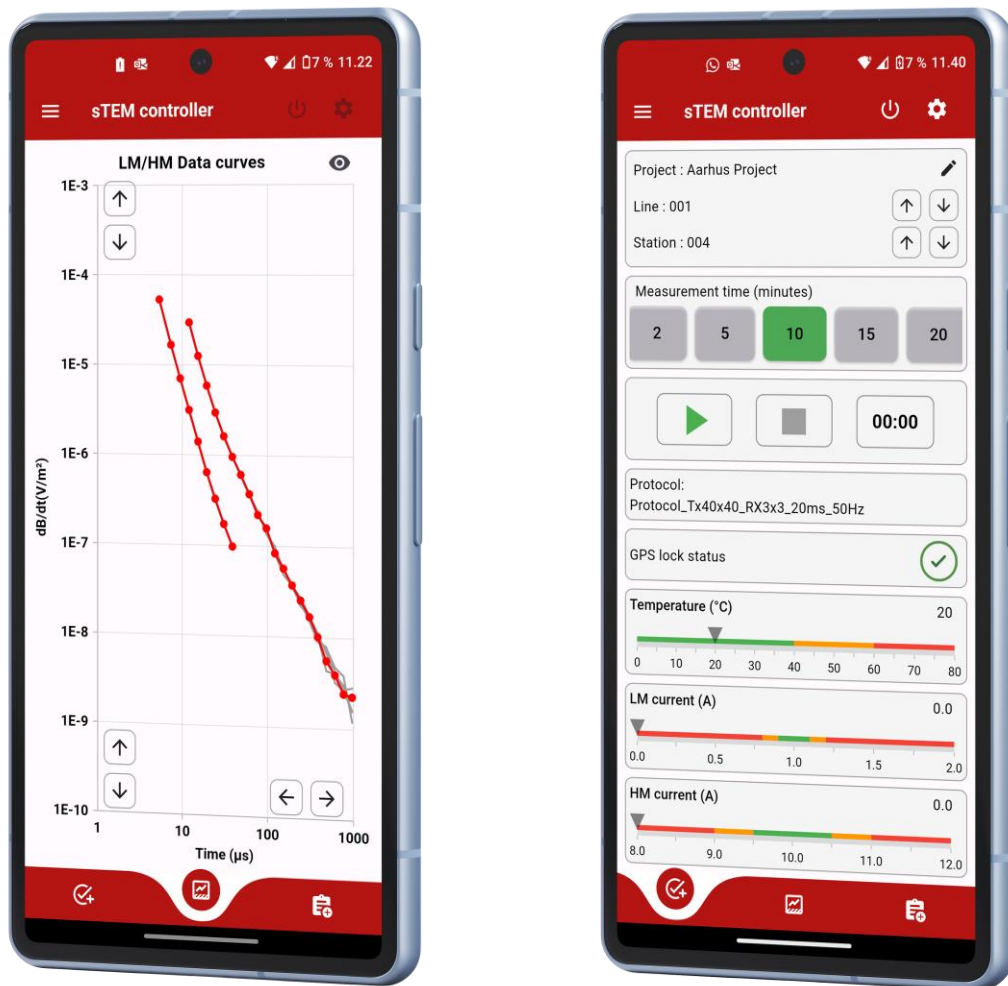 7 % 11.22
sTEM controller
LM/HM Data curves
1E-3
1E-4
1E-5
1E-6
1E-7
1E-8
1E-9
1E-10
dB/dt(V/m²)
1 10 100 1000
Time (µs)
7 % 11.40
sTEM controller
Project : Aarhus Project
Line : 001
Station : 004
Measurement time (minutes)
2 5 10 15 20
00:00
Protocol:
Protocol_Tx40x40_RX3x3_20ms_50Hz
GPS lock status
Temperature (°C) 20
0 10 20 30 40 50 60 70 80
LM current (A) 0.0
0.0 0.5 1.0 1.5 2.0
HM current (A) 0.0
8.0 9.0 10.0 11.0 12.0